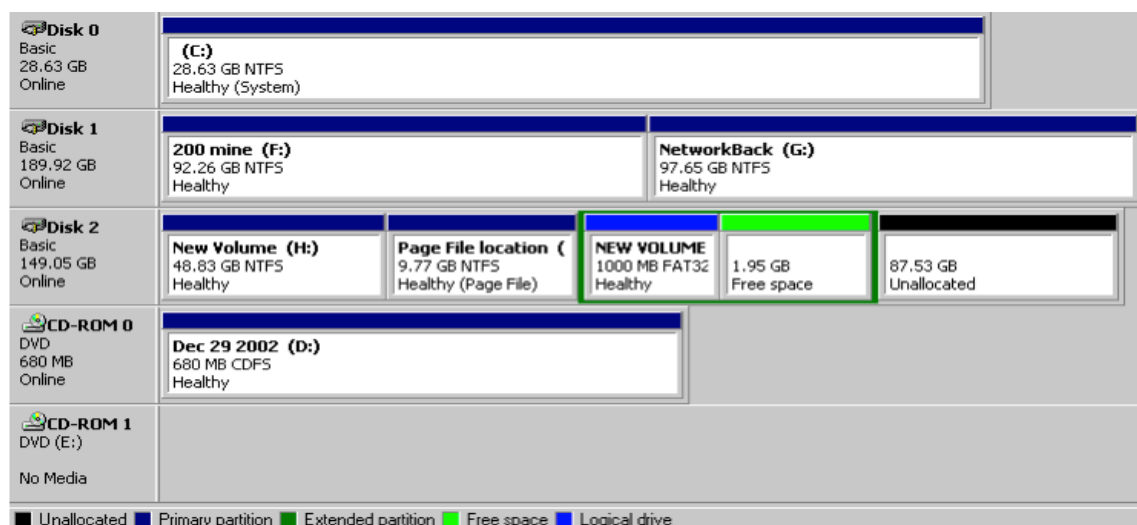 Disk 0
Basic
28.63 GB
Online
(C:)
28.63 GB NTFS
Healthy (System)
Disk 1
Basic
189.92 GB
Online
200 mine (F:)
92.26 GB NTFS
Healthy
NetworkBack (G:)
97.65 GB NTFS
Healthy
Disk 2
Basic
149.05 GB
Online
New Volume (H:)
48.83 GB NTFS
Healthy
Page File location (
9.77 GB NTFS
Healthy (Page File)
NEW VOLUME
1000 MB FAT32
Healthy
1.95 GB
Free space
87.53 GB
Unallocated
CD-ROM 0
DVD
680 MB
Online
Dec 29 2002 (D:)
680 MB CDFS
Healthy
CD-ROM 1
DVD (E:)
No Media
Unallocated Primary partition Extended partition Free space Logical drive